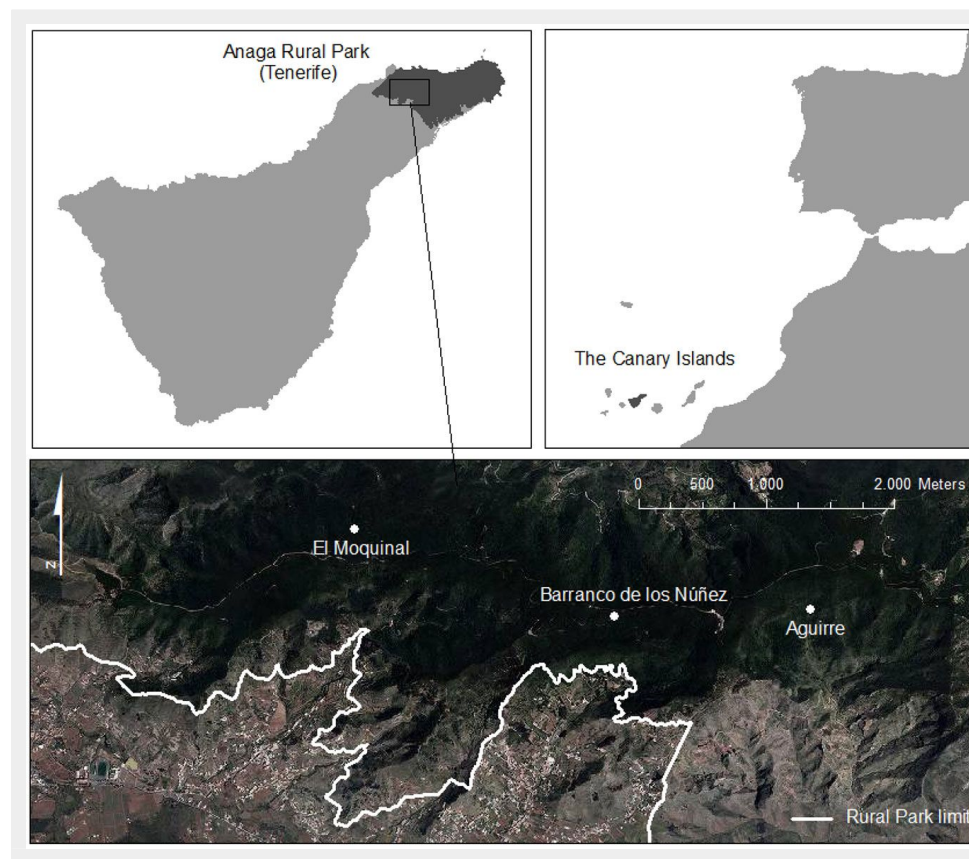 Anaga Rural Park
(Tenerife)
The Canary Islands
0 500 1.000 2.000 Meters
El Moquinal
N
Barranco de los Núñez
Aguirre
Rural Park limit